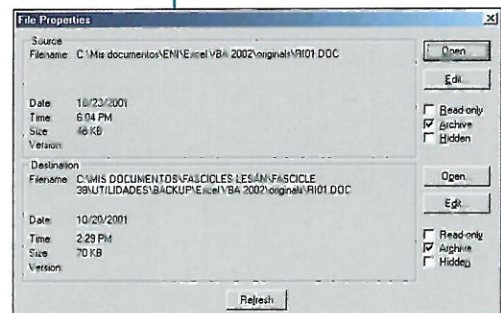 File Properties
Source
Filename C:\Mis documentos\ENI\Excel VBA 2002\originals\RI01.DOC
Date: 10/23/2001
Time: 6:04 PM
Size: 46 KB
Version:
Open...
Edit...
Read-only
Archive
Hidden
Destination
Filename C:\MIS DOCUMENTOS\FASCICLES LESAN\FASCICLE
38\UTILIDADES\BACKUP\Excel VBA 2002\originals\RI01.DOC
Date: 10/20/2001
Time: 2:29 PM
Size: 70 KB
Version:
Open...
Edit...
Read-only
Archive
Hidden
Refresh